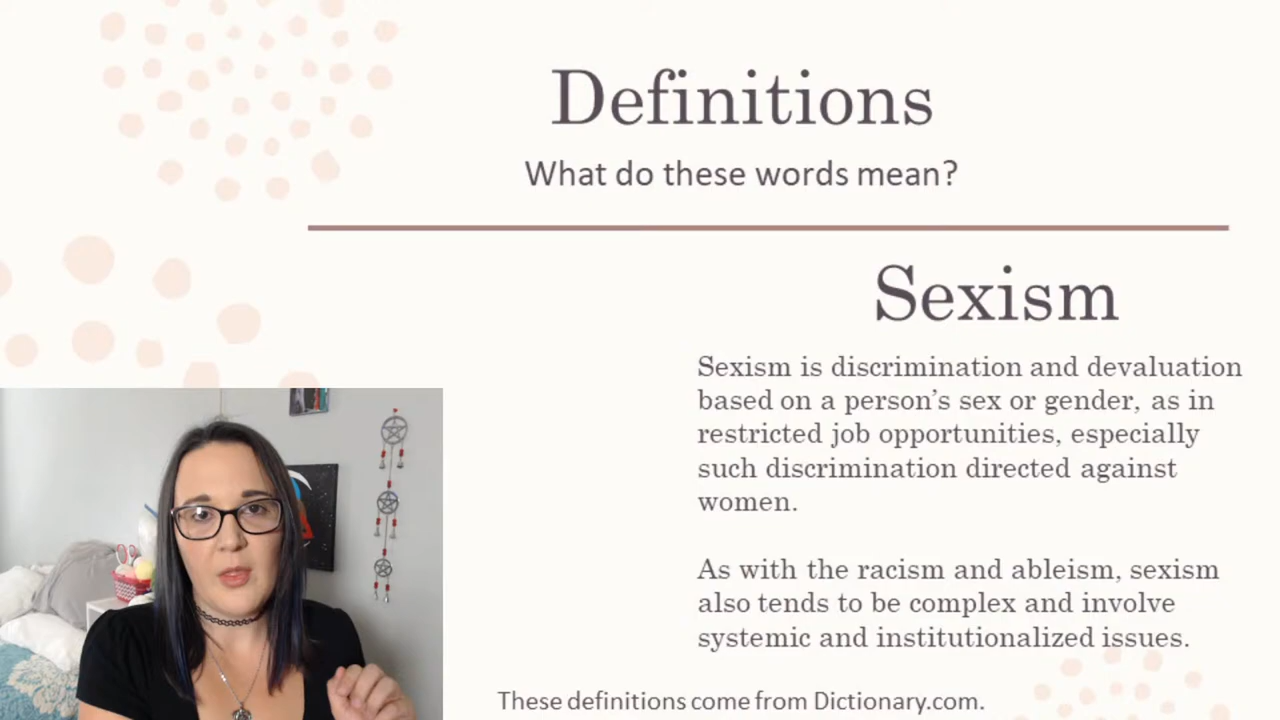 Definitions
What do these words mean?
Sexism
Sexism is discrimination and devaluation
based on a person's sex or gender, as in
restricted job opportunities, especially
such discrimination directed against
women.
As with the racism and ableism, sexism
also tends to be complex and involve
systemic and institutionalized issues.
These definitions come from Dictionary.com.